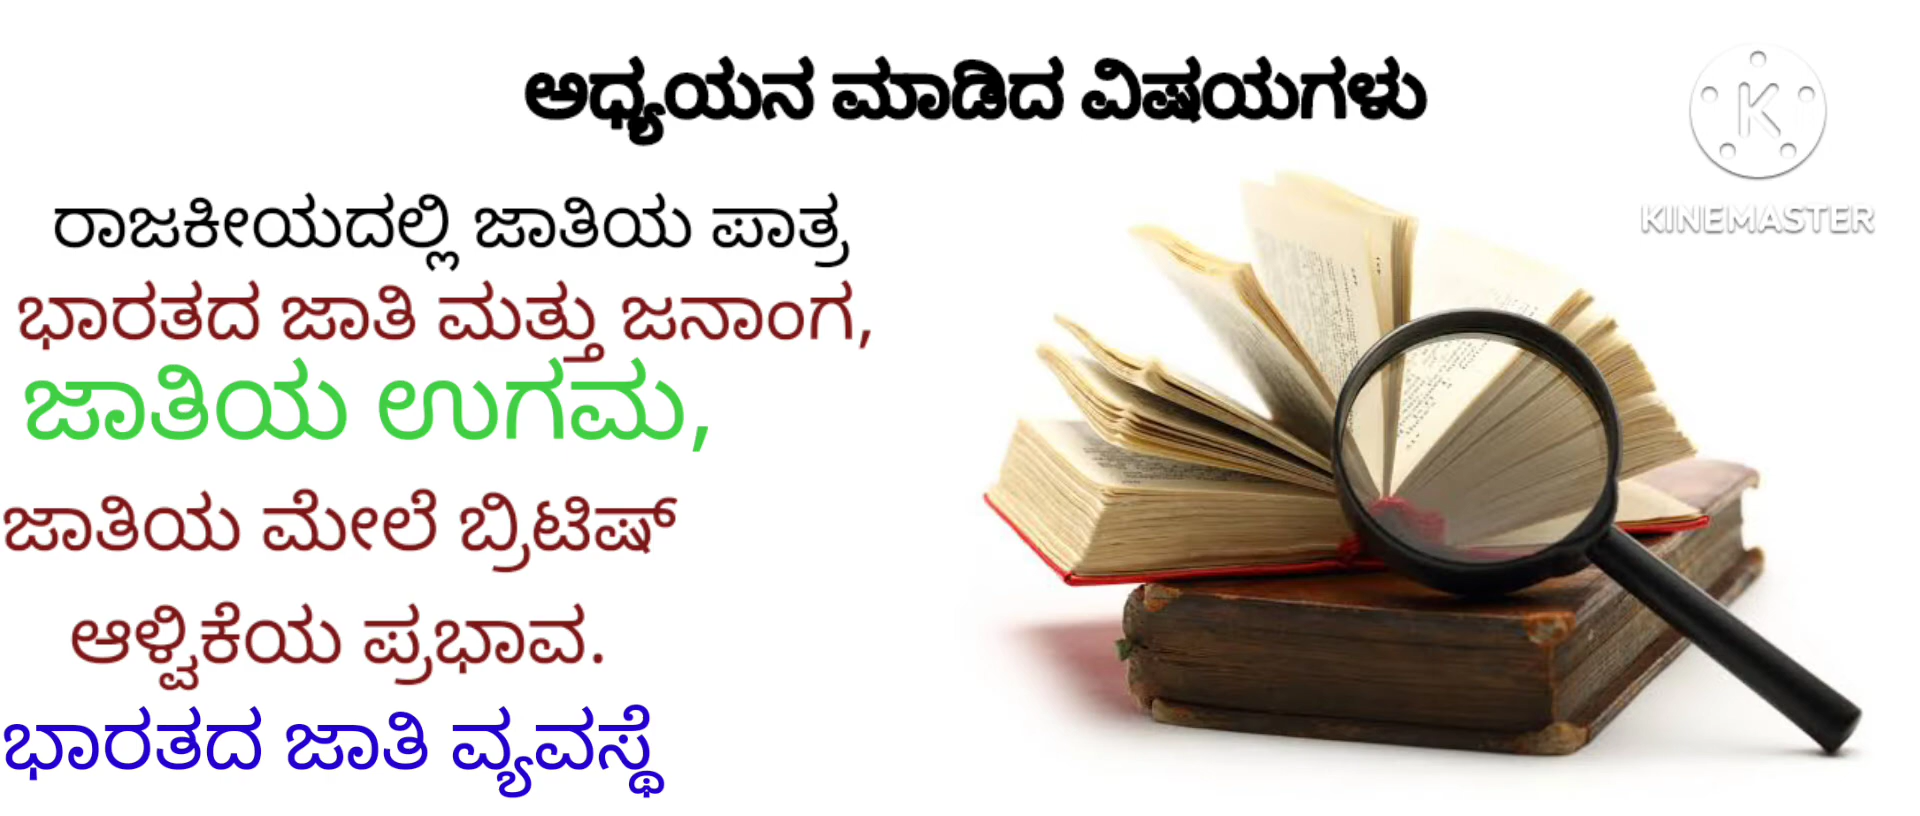 ಅಧ್ಯಯನ ಮಾಡಿದ ವಿಷಯಗಳು
ರಾಜಕೀಯದಲ್ಲಿ ಜಾತಿಯ ಪಾತ್ರ
ಭಾರತದ ಜಾತಿ ಮತ್ತು ಜನಾಂಗ,
ಜಾತಿಯ ಉಗಮ,
ಜಾತಿಯ ಮೇಲೆ ಬ್ರಿಟಿಷ್
ಆಳ್ವಿಕೆಯ ಪ್ರಭಾವ.
ಭಾರತದ ಜಾತಿ ವ್ಯವಸ್ಥೆ
K
KINEMASTER